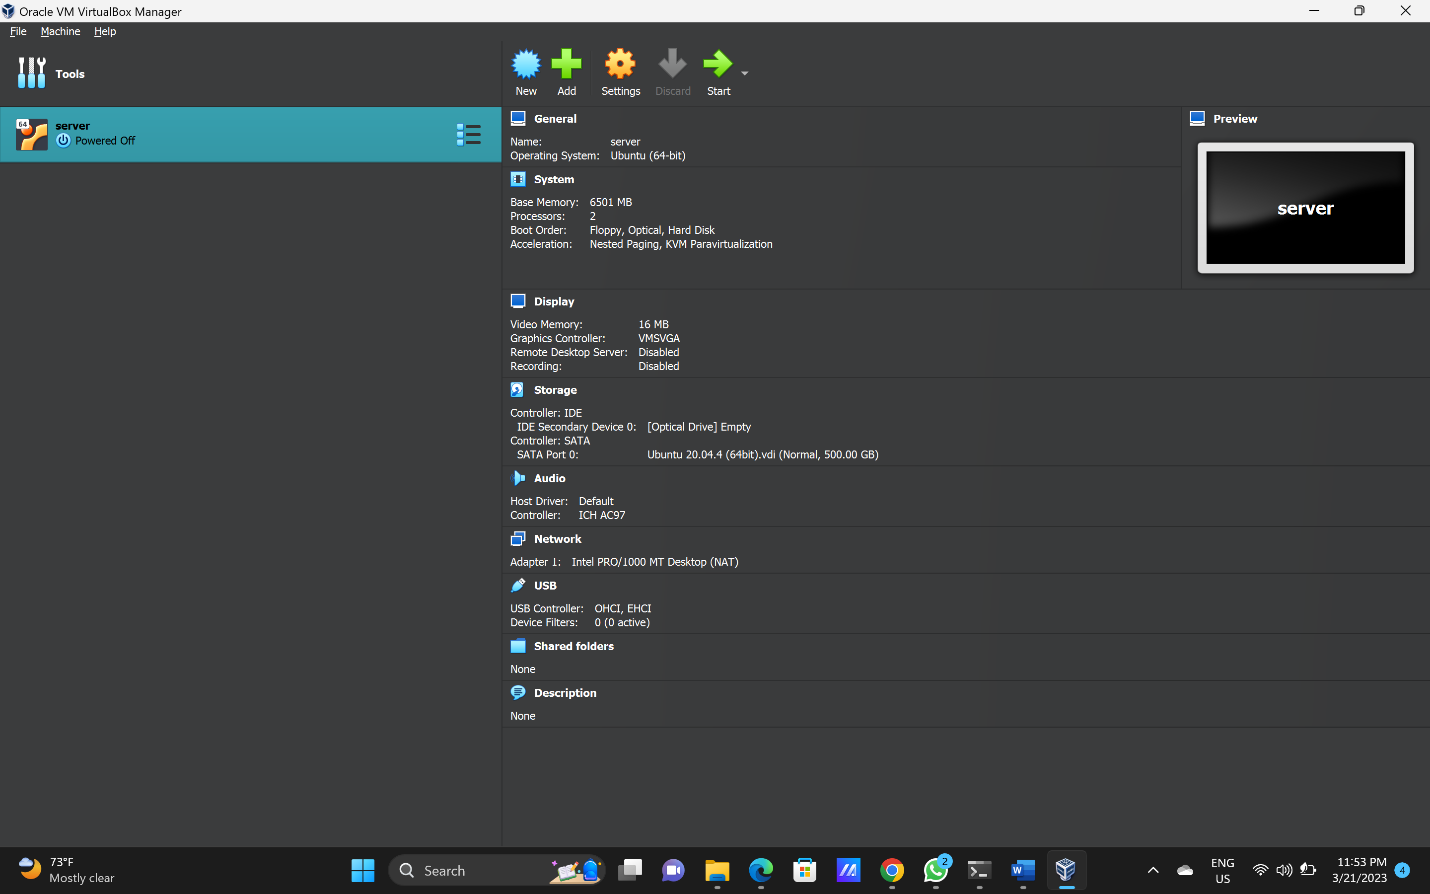 Oracle VM VirtualBox Manager
File Machine Help
Tools
New Add Settings Discard Start
64
server
Powered Off
General
Name: server
Operating System: Ubuntu (64-bit)
Preview
server
System
Base Memory: 6501 MB
Processors: 2
Boot Order: Floppy, Optical, Hard Disk
Acceleration: Nested Paging, KVM Paravirtualization
Display
Video Memory: 16 MB
Graphics Controller: VMSVGA
Remote Desktop Server: Disabled
Recording: Disabled
Storage
Controller: IDE
IDE Secondary Device 0: [Optical Drive] Empty
Controller: SATA
SATA Port 0: Ubuntu 20.04.4 (64bit).vdi (Normal, 500.00 GB)
Audio
Host Driver: Default
Controller: ICH AC97
Network
Adapter 1: Intel PRO/1000 MT Desktop (NAT)
USB
USB Controller: OHCI, EHCI
Device Filters: 0 (0 active)
Shared folders
None
Description
None
73°F
Mostly clear
Search
2
W
ENG
US
11:53 PM
3/21/2023
4